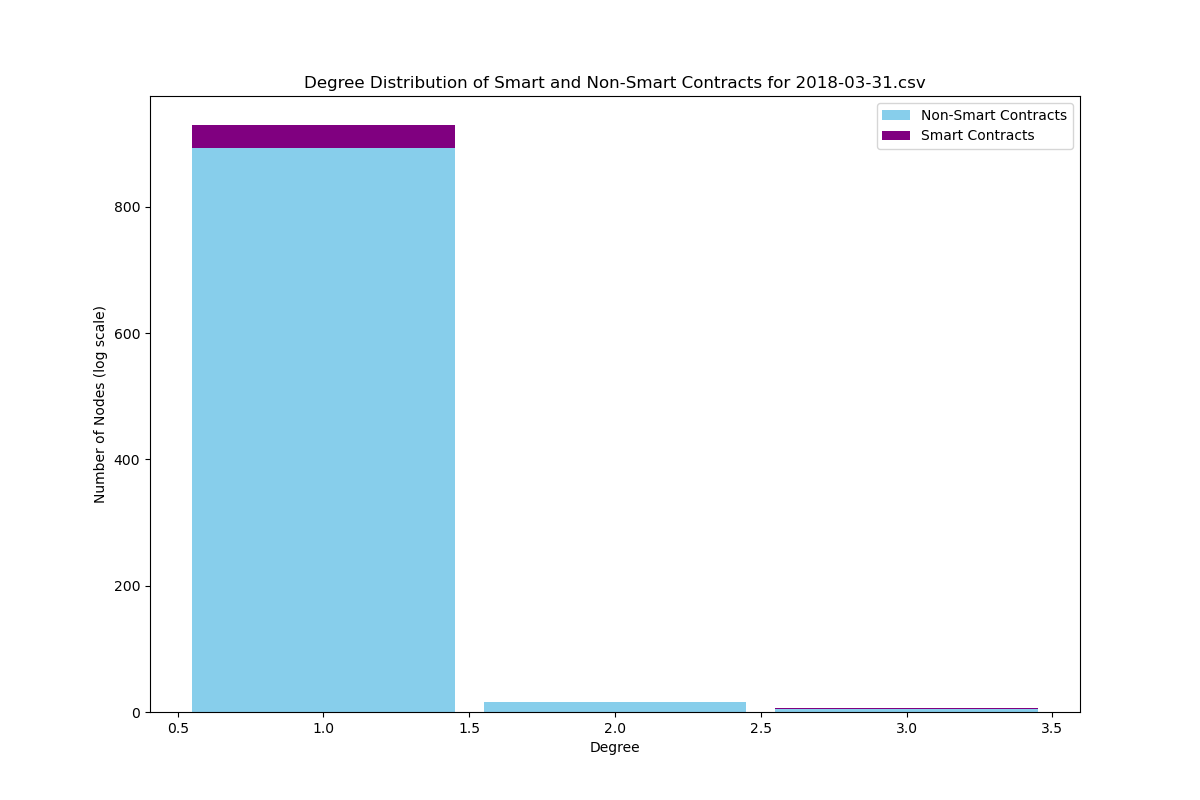 Degree Distribution of Smart and Non-Smart Contracts for 2018-03-31.csv
Non-Smart Contracts
Smart Contracts
Number of Nodes (log scale)
800
600
400
200
0
0.5 1.0 1.5 2.0 2.5 3.0 3.5
Degree